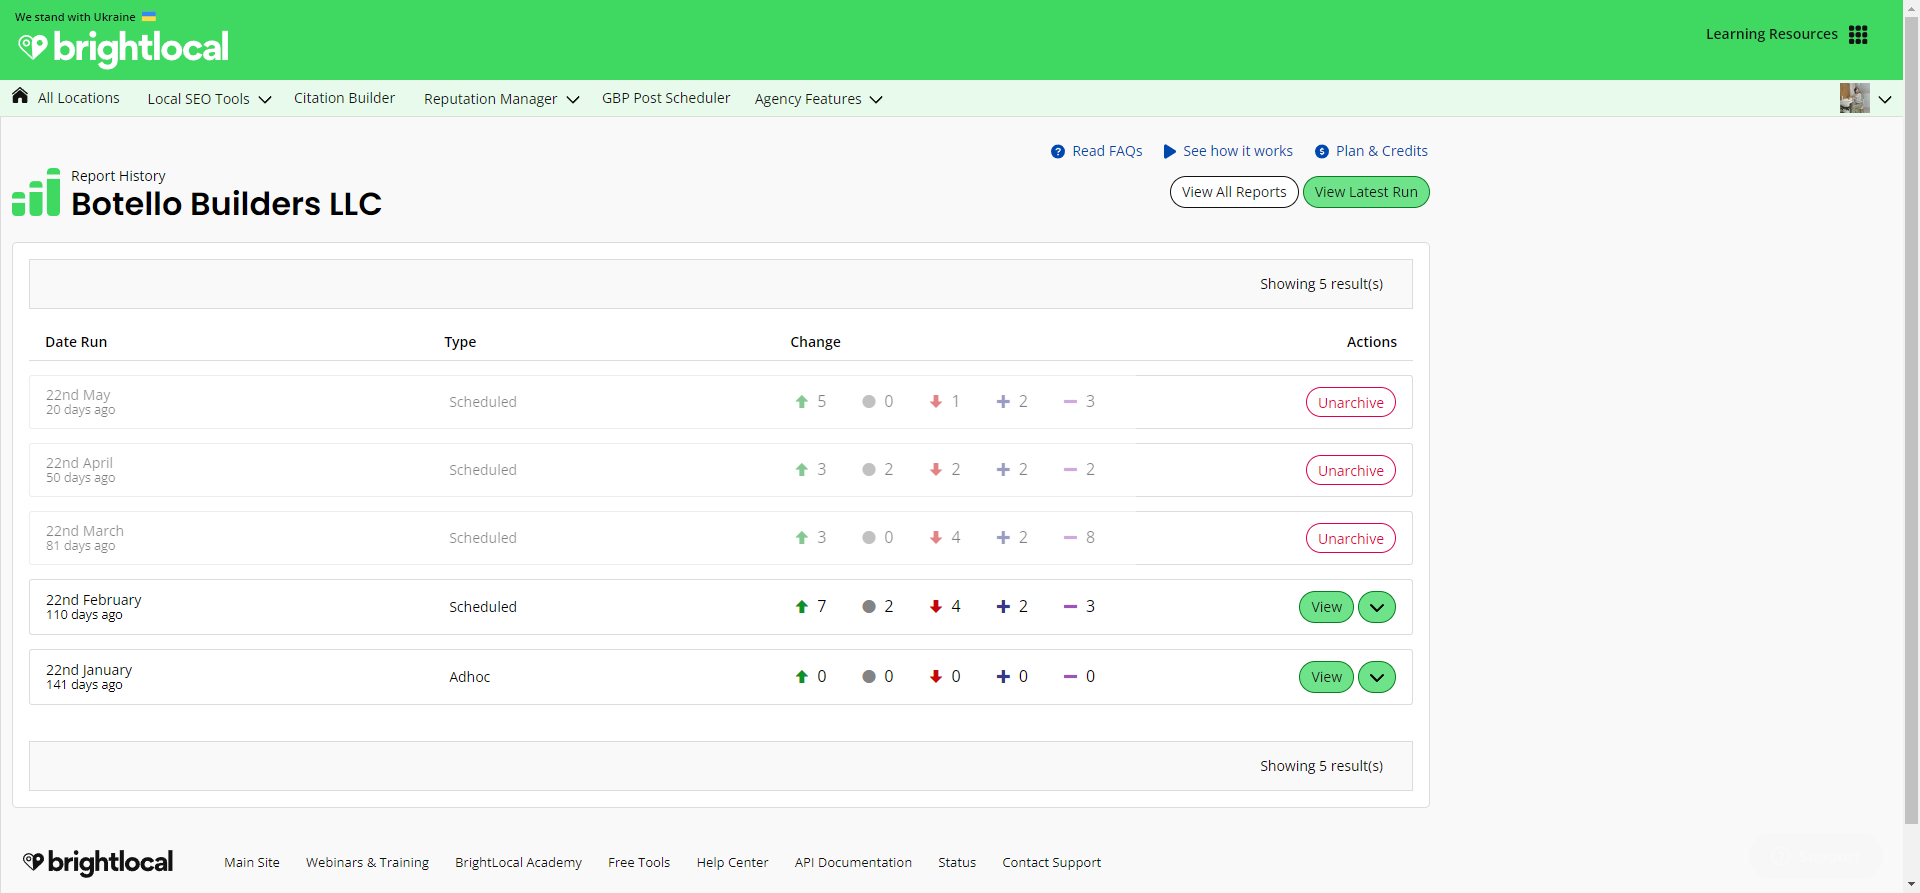 We stand with Ukraine
brightlocal
Learning Resources
All Locations
Local SEO Tools
Citation Builder
Reputation Manager
GBP Post Scheduler
Agency Features
Read FAQs
See how it works
Plan & Credits
Report History
Botello Builders LLC
View All Reports
View Latest Run
Showing 5 result(s)
Date Run Type Change Actions
22nd May
20 days ago
Scheduled 5 0 1 2 3 Unarchive
22nd April
50 days ago
Scheduled 3 2 2 2 2 Unarchive
22nd March
81 days ago
Scheduled 3 0 4 2 8 Unarchive
22nd February
110 days ago
Scheduled 7 2 4 2 3 View
22nd January
141 days ago
Adhoc 0 0 0 0 0 View
Showing 5 result(s)
brightlocal
Main Site
Webinars & Training
BrightLocal Academy
Free Tools
Help Center
API Documentation
Status
Contact Support